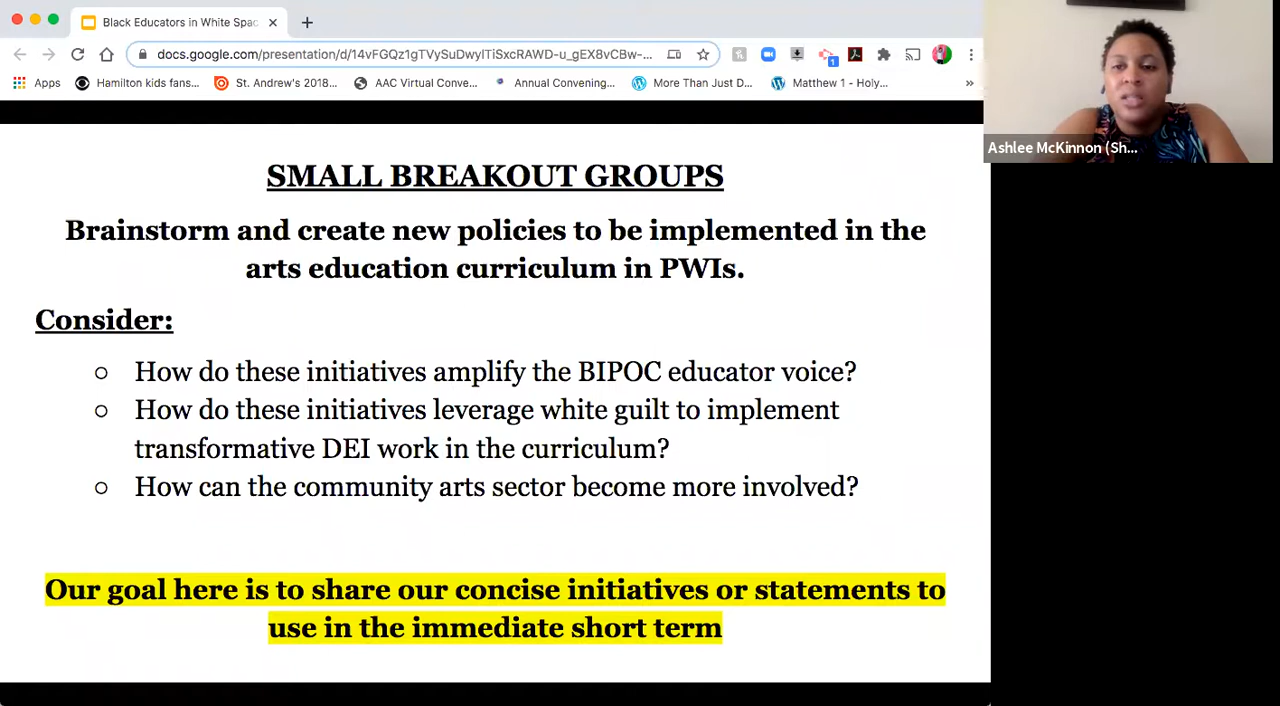 Black Educators in White Spac
docs.google.com/presentation/d/14vFGQz1gTVySuDwylTiSxcRAWD-u_gEX8vCBw-...
Apps
Hamilton kids fans...
St. Andrew's 2018...
AAC Virtual Conve...
Annual Convening...
More Than Just D...
Matthew 1 - Holy...
»
Ashlee McKinnon (Sh...
SMALL BREAKOUT GROUPS
Brainstorm and create new policies to be implemented in the
arts education curriculum in PWIs.
Consider:
How do these initiatives amplify the BIPOC educator voice?
How do these initiatives leverage white guilt to implement
transformative DEI work in the curriculum?
How can the community arts sector become more involved?
Our goal here is to share our concise initiatives or statements to
use in the immediate short term